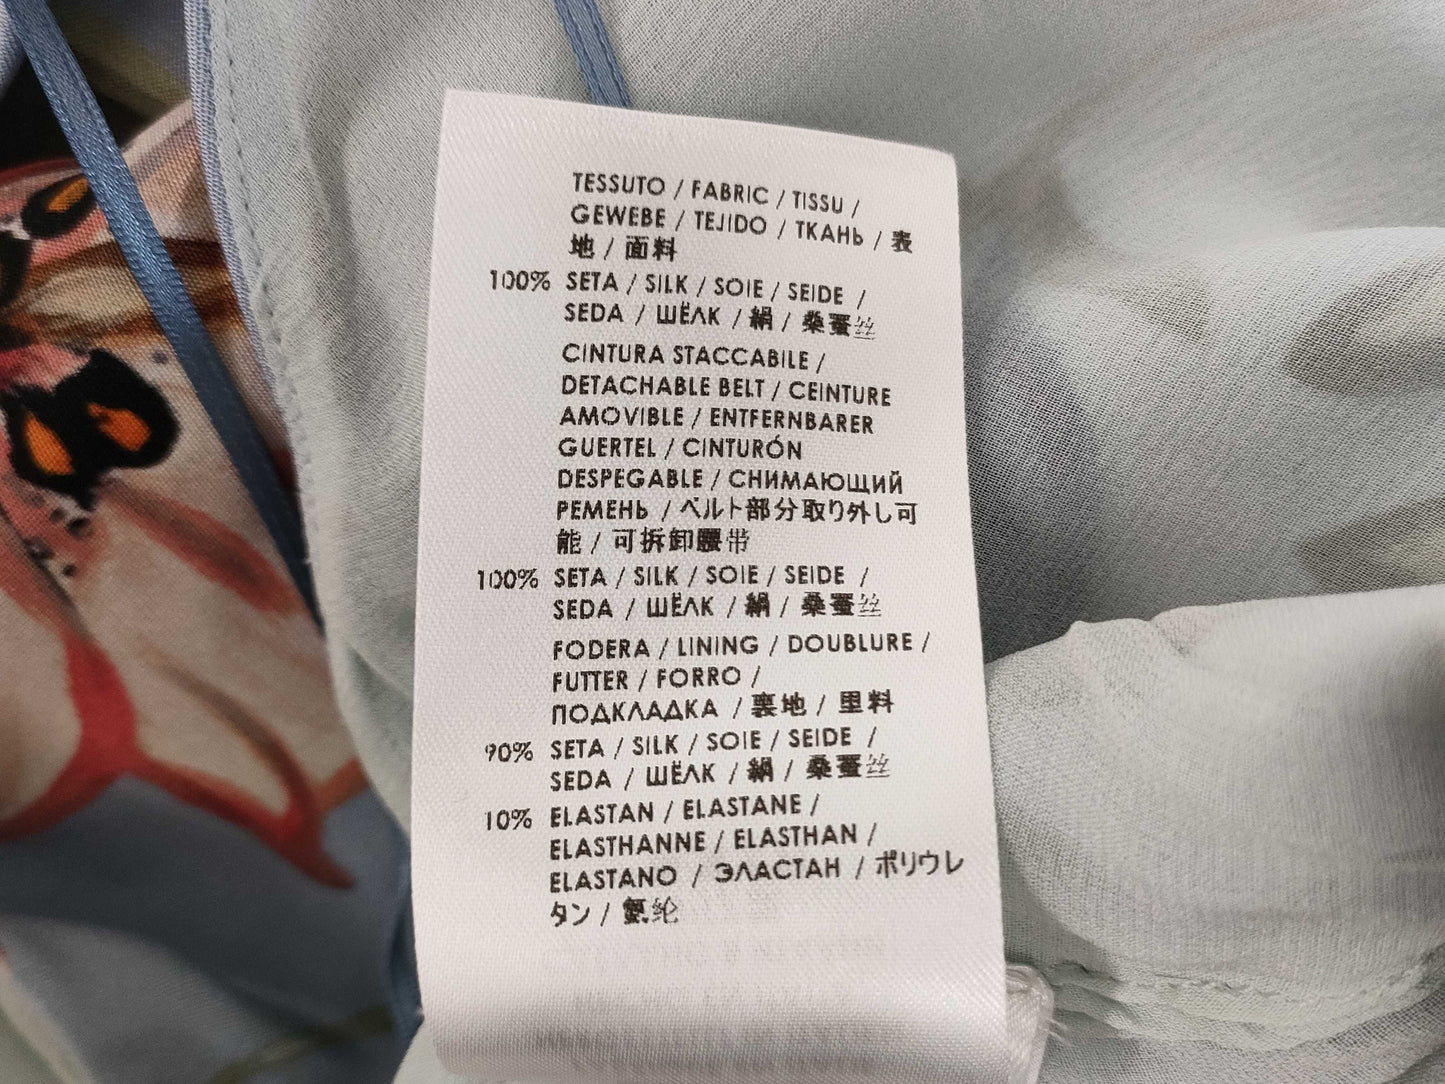 TESSUTO / FABRIC / TISSU /
GEWEBE / TEJIDO / ТКАНЬ / 表
地 / 面料
100% SETA / SILK / SOIE / SEIDE /
SEDA / ШЁЛК / 絹 / 桑蚕丝
CINTURA STACCABILE /
DETACHABLE BELT / CEINTURE
AMOVIBLE / ENTFERNBARER
GUERTEL / CINTURÓN
DESPEGABLE / СНИМАЮЩИЙ
РЕМЕНЬ / ベルト部分取り外し可
能 / 可拆卸腰带
100% SETA / SILK / SOIE / SEIDE /
SEDA / ШЁЛК / 絹 / 桑蚕丝
FODERA / LINING / DOUBLURE /
FUTTER / FORRO /
ПОДКЛАДКА / 裏地 / 里料
90% SETA / SILK / SOIE / SEIDE /
SEDA / ШЁЛК / 絹 / 桑蚕丝
10% ELASTAN / ELASTANE /
ELASTHANNE / ELASTHAN /
ELASTANO / ЭЛАСТАН / ポリウレ
タン / 氨纶